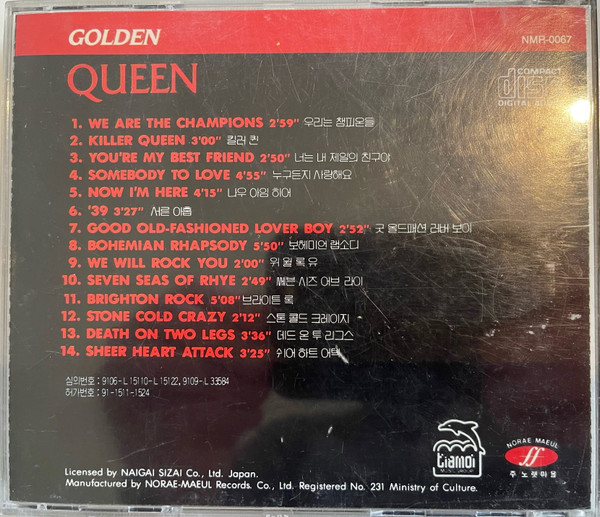 GOLDEN
NMR-0067
QUEEN
COMPACT
disc
DIGITAL AUDIO
1. WE ARE THE CHAMPIONS 2'59" 우리는 챔피온들
2. KILLER QUEEN 3'00" 킬러 퀸
3. YOU'RE MY BEST FRIEND 2'50" 너는 내 제일의 친구야
4. SOMEBODY TO LOVE 4'55" 누구든지 사랑해요
5. NOW I'M HERE 4'15" 나우 아임 히어
6. '39 3'27" 서른 아홉
7. GOOD OLD-FASHIONED LOVER BOY 2'52" 굿 올드패션 러버 보이
8. BOHEMIAN RHAPSODY 5'50" 보헤미언 랩소디
9. WE WILL ROCK YOU 2'00" 위 윌 록 유
10. SEVEN SEAS OF RHYE 2'49" 쎄븐 시즈 어브 라이
11. BRIGHTON ROCK 5'08" 브라이트 록
12. STONE COLD CRAZY 2'12" 스톤 콜드 크레이지
13. DEATH ON TWO LEGS 3'36" 데드 온 투 리그스
14. SHEER HEART ATTACK 3'25" 쉬어 하트 어택
심의번호 : 9106-L 15110-L 15122, 9109-L 33584
허가번호 : 91-1511-1524
NORAE MAEUL
주 노랫마을
Licensed by NAIGAI SIZAI Co., Ltd. Japan.
Manufactured by NORAE-MAEUL Records. Co., Ltd. Registered No. 231 Ministry of Culture.